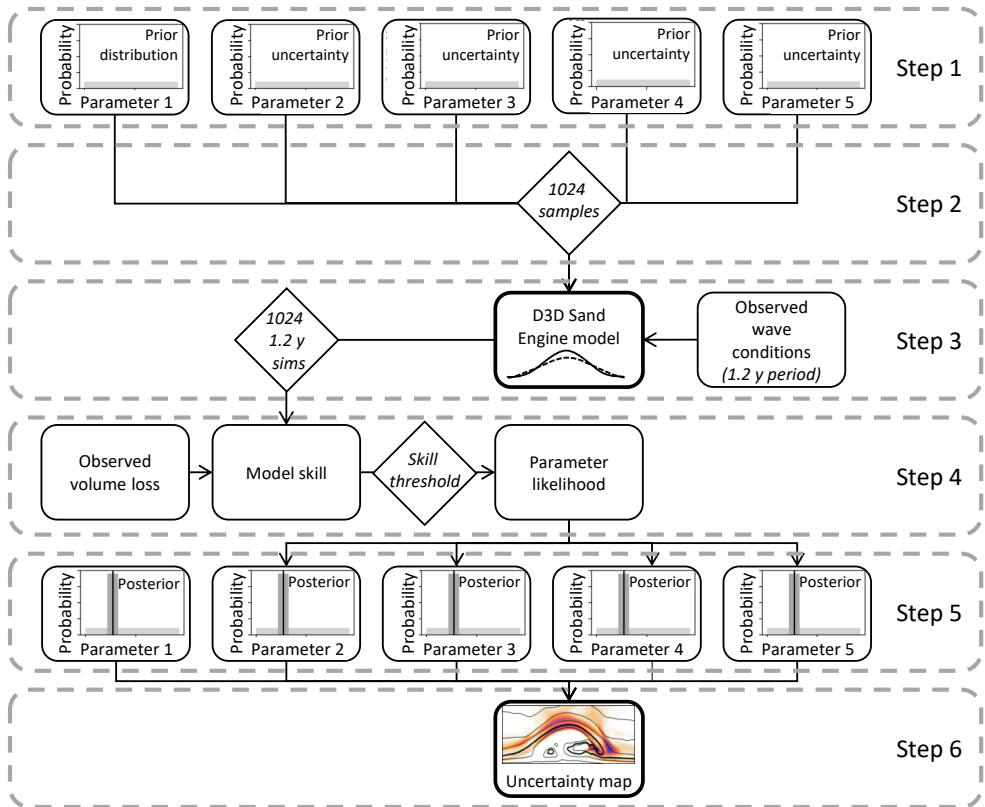 Probability
Prior
distribution
Parameter 1
Probability
Prior
uncertainty
Parameter 2
Probability
Prior
uncertainty
Parameter 3
Probability
Prior
uncertainty
Parameter 4
Probability
Prior
uncertainty
Parameter 5
Step 1
1024
samples
Step 2
1024
1.2 y
sims
D3D Sand
Engine model
Observed
wave
conditions
(1.2 y period)
Step 3
Observed
volume loss
Model skill
Skill
threshold
Parameter
likelihood
Step 4
Probability
Posterior
Parameter 1
Probability
Posterior
Parameter 2
Probability
Posterior
Parameter 3
Probability
Posterior
Parameter 4
Probability
Posterior
Parameter 5
Step 5
Uncertainty map
Step 6